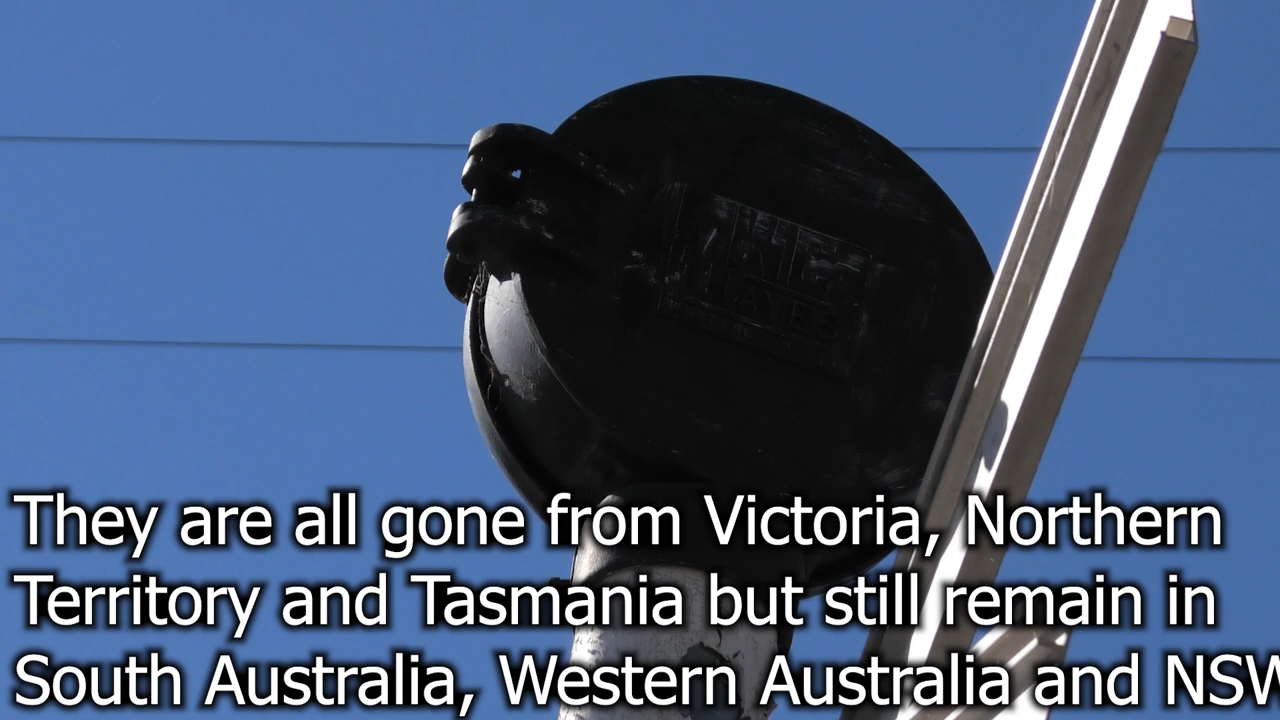 HAYES
They are all gone from Victoria, Northern
Territory and Tasmania but still remain in
South Australia, Western Australia and NSW